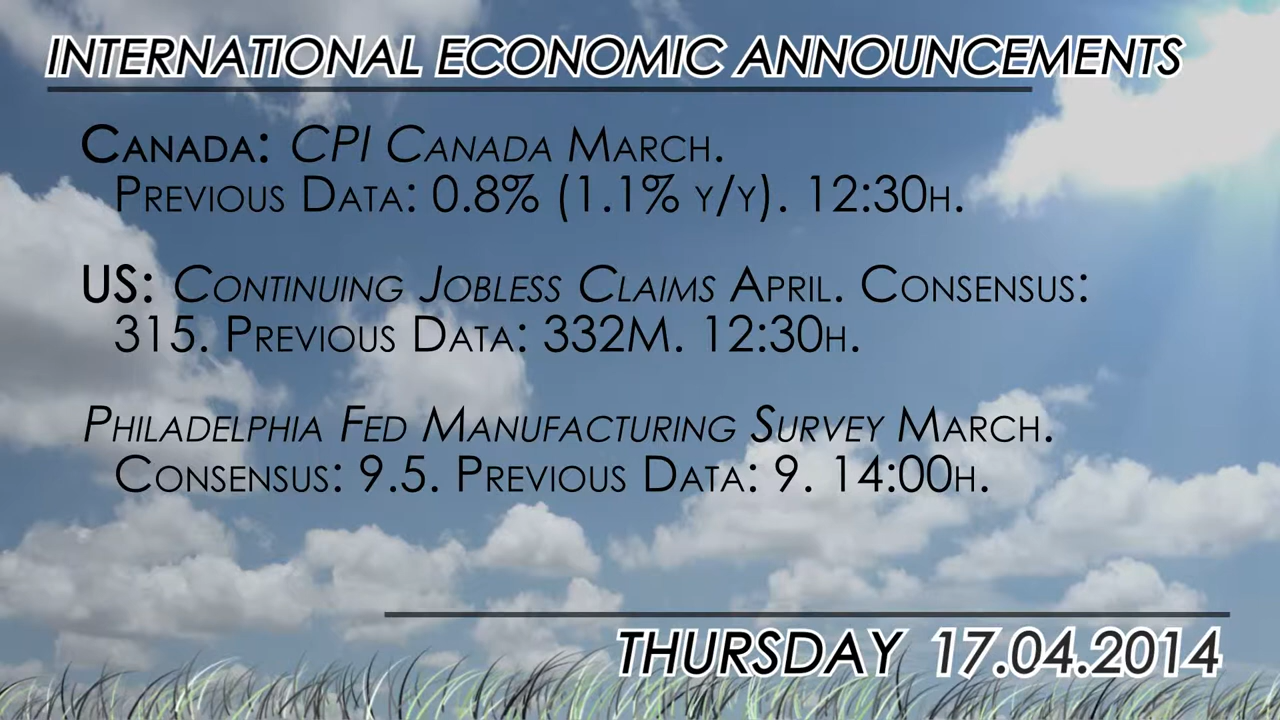 INTERNATIONAL ECONOMIC ANNOUNCEMENTS
Canada: CPI Canada March.
Previous Data: 0.8% (1.1% y/y). 12:30h.
US: Continuing Jobless Claims April. Consensus:
315. Previous Data: 332M. 12:30h.
Philadelphia Fed Manufacturing Survey March.
Consensus: 9.5. Previous Data: 9. 14:00h.
THURSDAY 17.04.2014